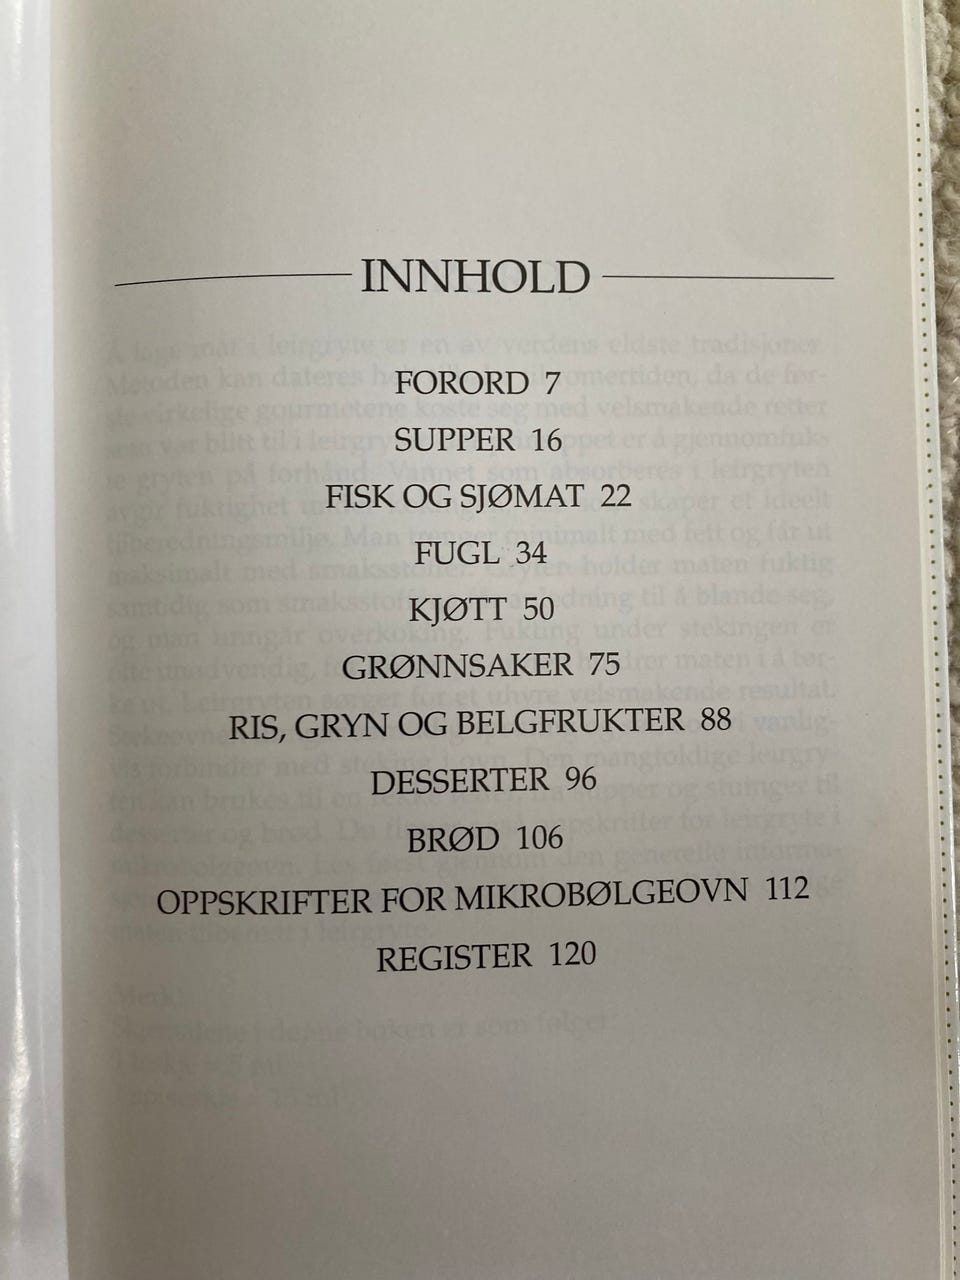 INNHOLD
FORORD 7
SUPPER 16
FISK OG SJØMAT 22
FUGL 34
KJØTT 50
GRØNNSAKER 75
RIS, GRYN OG BELGFRUKTER 88
DESSERTER 96
BRØD 106
OPPSKRIFTER FOR MIKROBØLGEOVN 112
REGISTER 120